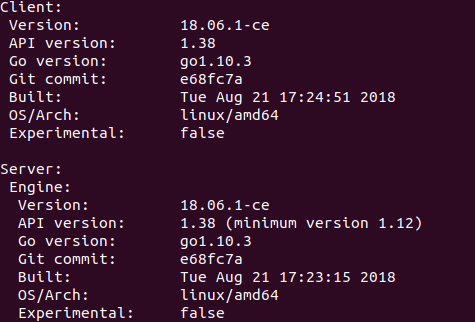 Client:
 Version:           18.06.1-ce
 API version:       1.38
 Go version:        go1.10.3
 Git commit:        e68fc7a
 Built:             Tue Aug 21 17:24:51 2018
 OS/Arch:           linux/amd64
 Experimental:      false

Server:
 Engine:
  Version:          18.06.1-ce
  API version:      1.38 (minimum version 1.12)
  Go version:       go1.10.3
  Git commit:       e68fc7a
  Built:            Tue Aug 21 17:23:15 2018
  OS/Arch:          linux/amd64
  Experimental:     false